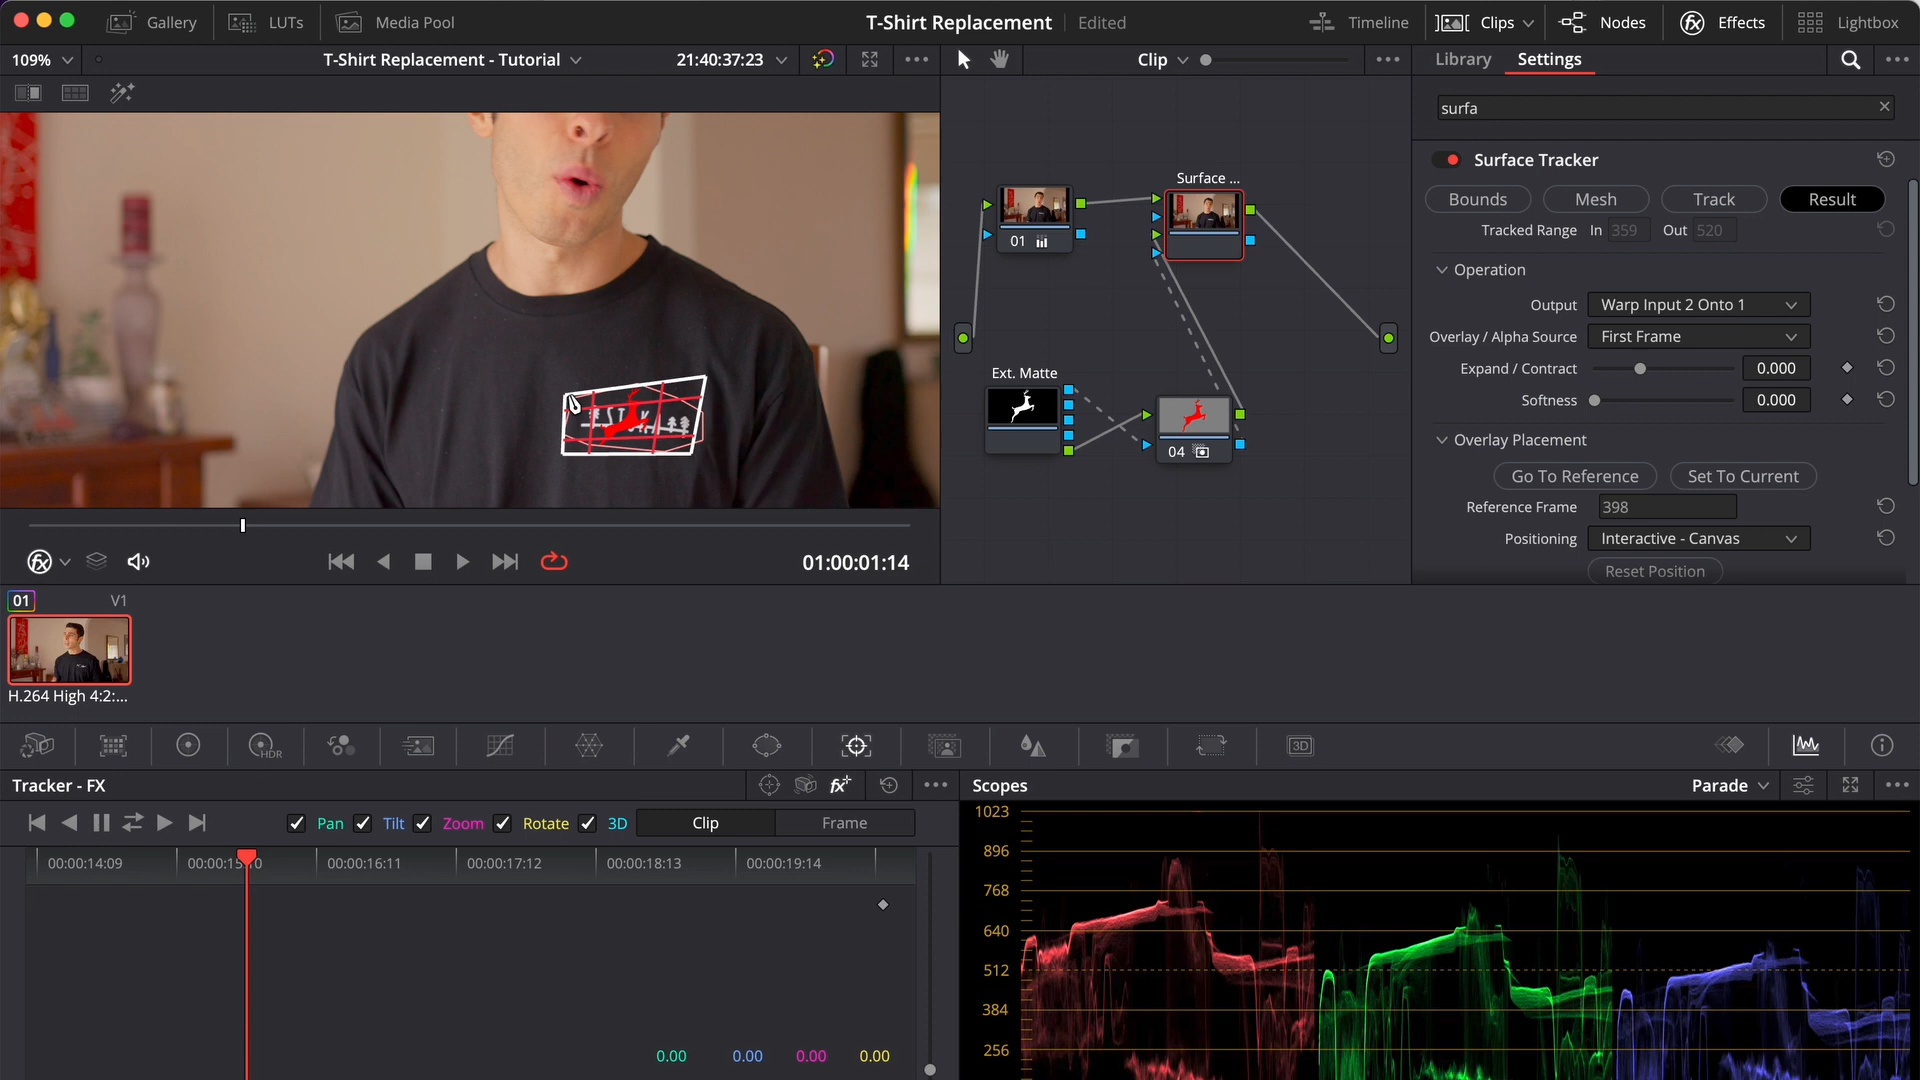 Gallery
LUTs
Media Pool
T-Shirt Replacement
Edited
Timeline
Clips
Nodes
Effects
Lightbox
109%
T-Shirt Replacement - Tutorial
21:40:37:23
Clip
Library
Settings
surfa
Surface Tracker
Bounds
Mesh
Track
Result
Tracked Range In 359 Out 520
Operation
Output Warp Input 2 Onto 1
Overlay / Alpha Source First Frame
Expand / Contract 0.000
Softness 0.000
Overlay Placement
Go To Reference
Set To Current
Reference Frame 398
Positioning Interactive - Canvas
Reset Position
Surface ...
01
Ext. Matte
04
01:00:01:14
01 V1
H.264 High 4:2:...
HDR
3D
Tracker - FX
Pan
Tilt
Zoom
Rotate
3D
Clip
Frame
00:00:14:09
00:00:16:11
00:00:17:12
00:00:18:13
00:00:19:14
0.00 0.00 0.00 0.00
Scopes
Parade
1023
896
768
640
512
384
256